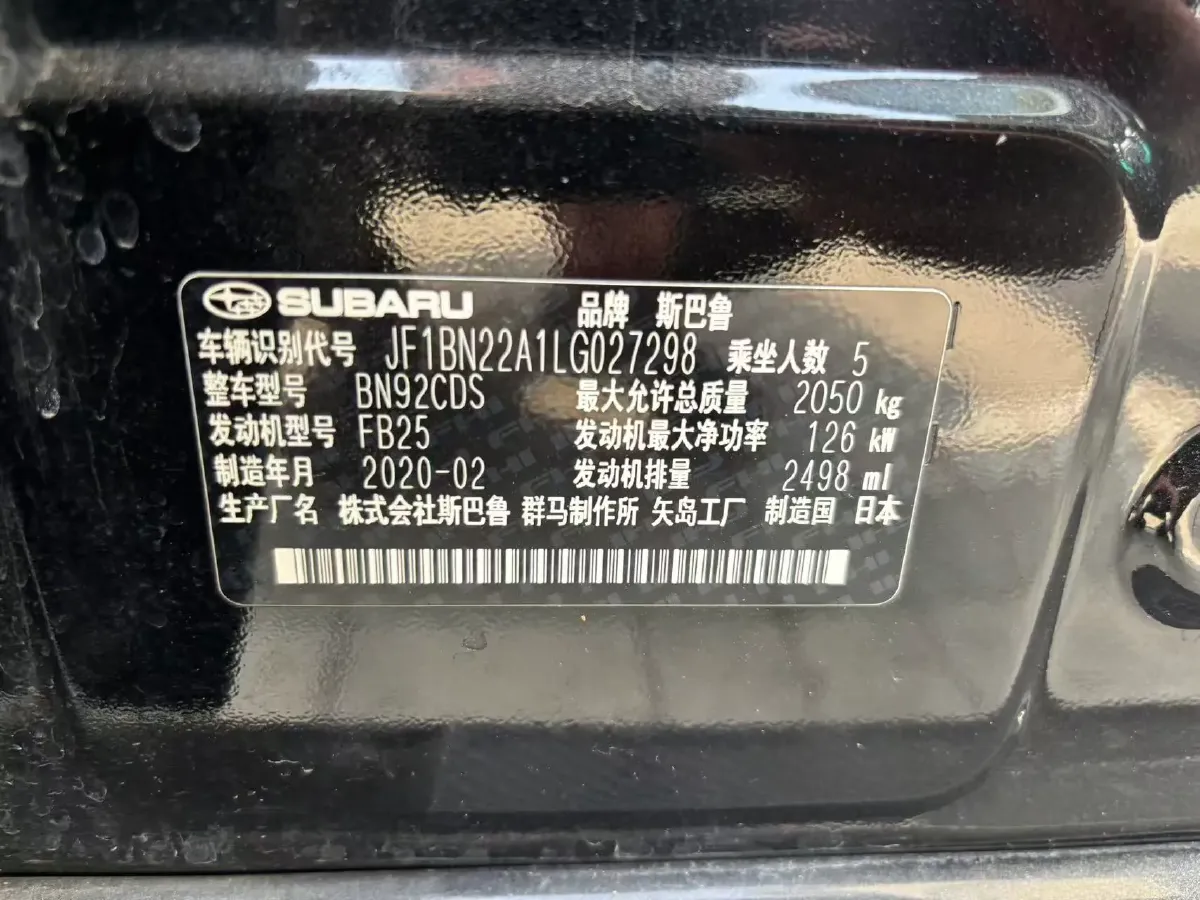 SUBARU 品牌 斯巴鲁
车辆识别代号 JF1BN22A1LG027298 乘坐人数 5
整车型号 BN92CDS 最大允许总质量 2050 kg
发动机型号 FB25 发动机最大净功率 126 kW
制造年月 2020-02 发动机排量 2498 ml
生产厂名 株式会社斯巴鲁 群马制作所 矢岛工厂 制造国 日本